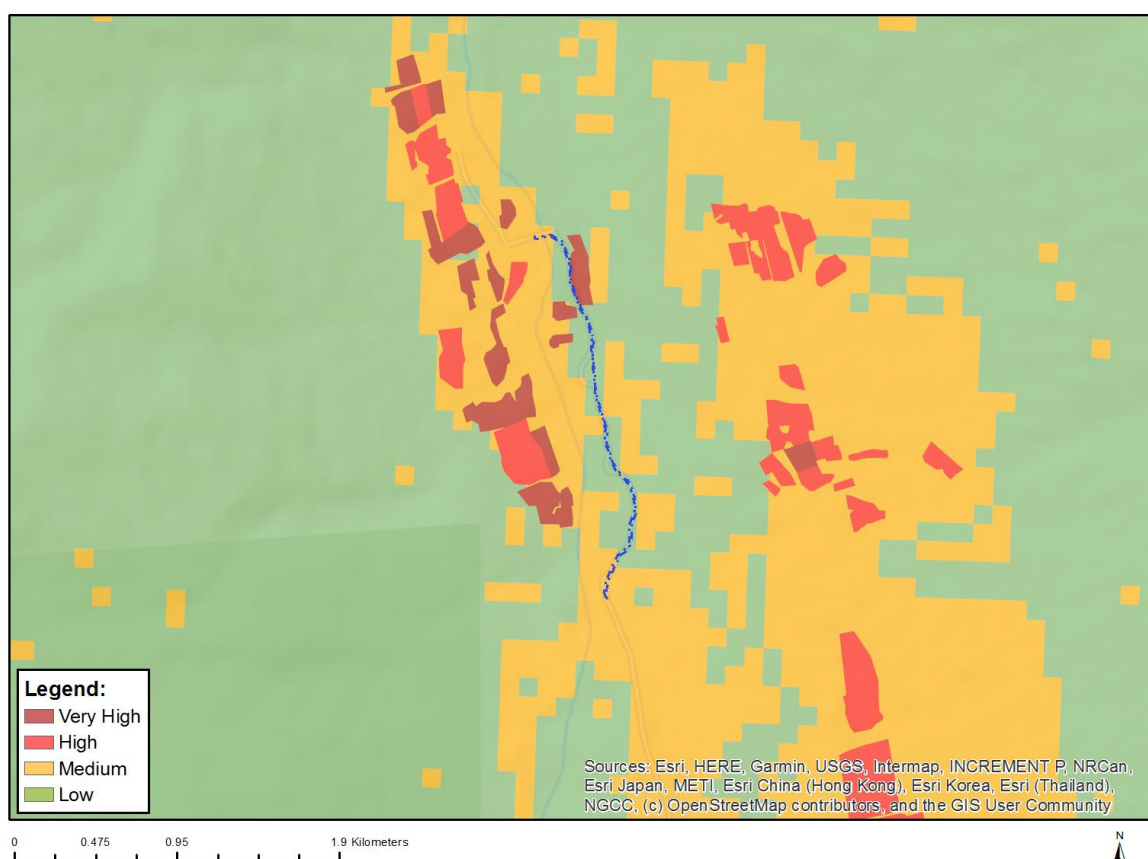 Legend:
Very High
High
Medium
Low
Sources: Esri, HERE, Garmin, USGS, Intermap, INCREMENT P, NRCan,
Esri Japan, METI, Esri China (Hong Kong), Esri Korea, Esri (Thailand),
NGCC, (c) OpenStreetMap contributors, and the GIS User Community
0 0.475 0.95 1.9 Kilometers
N